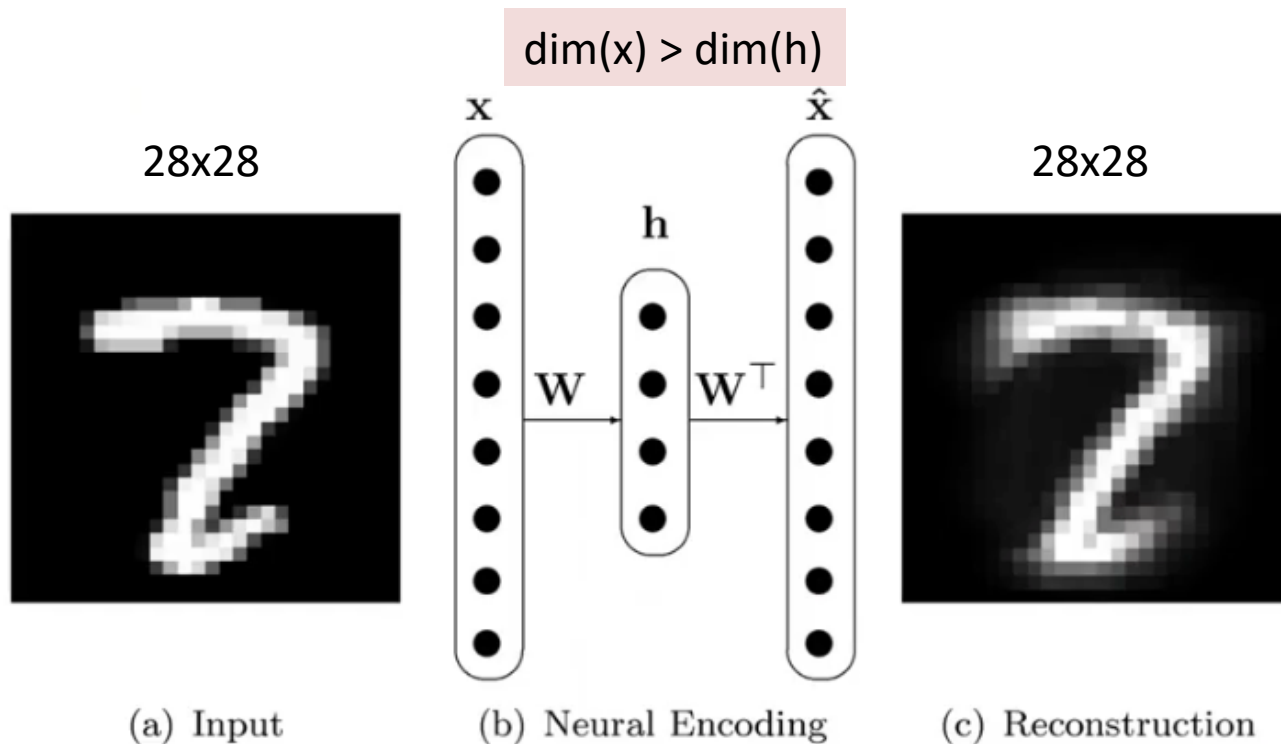 dim(x) > dim(h)
x x̂
28x28 28x28
h
W W⊤
(a) Input (b) Neural Encoding (c) Reconstruction